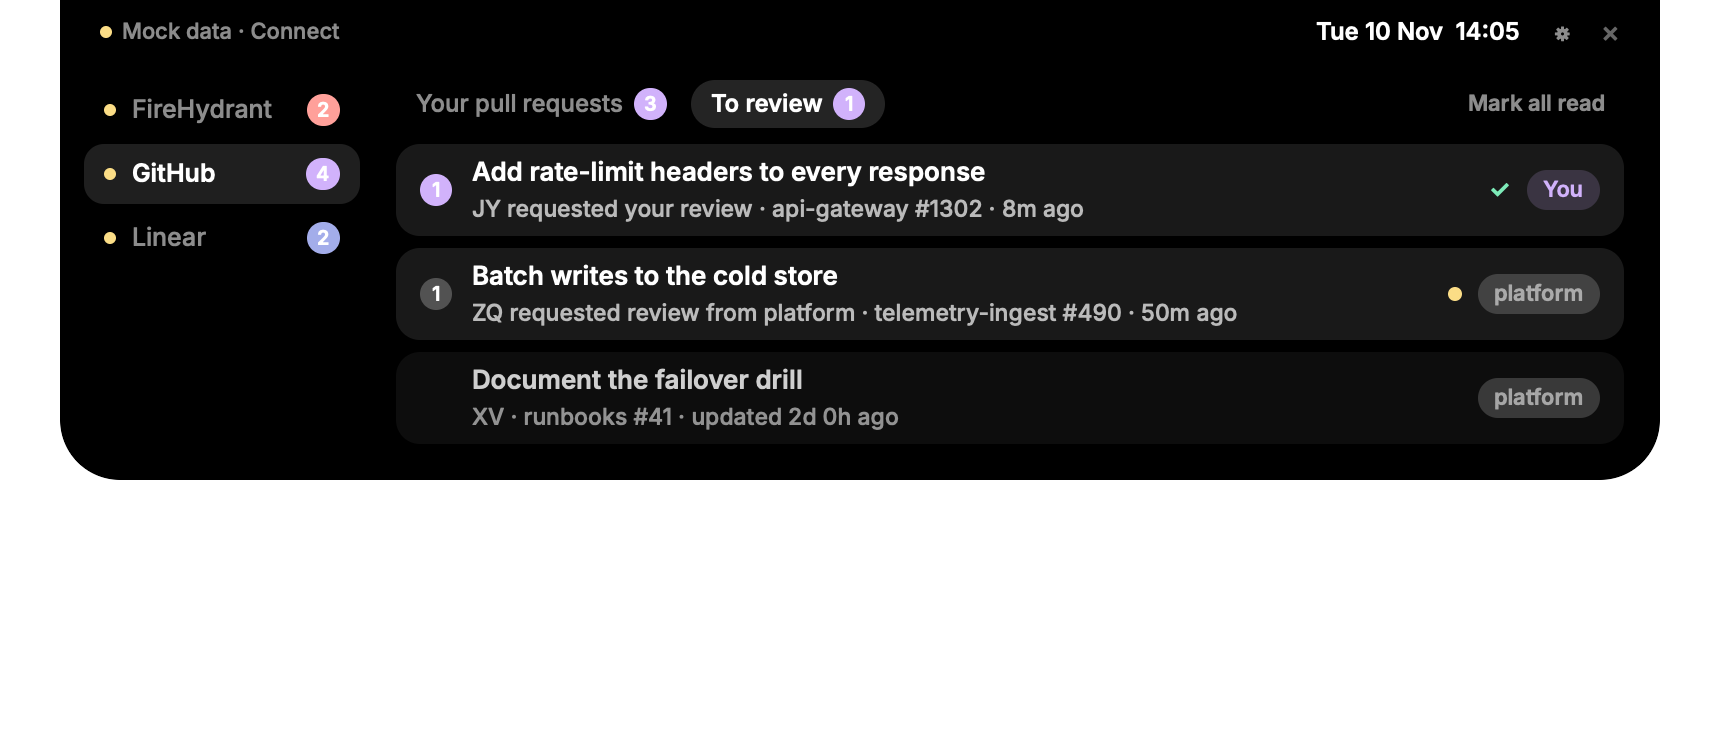 Mock data · Connect
Tue 10 Nov 14:05
FireHydrant 2
GitHub 4
Linear 2
Your pull requests 3
To review 1
Mark all read
1
Add rate-limit headers to every response
JY requested your review · api-gateway #1302 · 8m ago
You
1
Batch writes to the cold store
ZQ requested review from platform · telemetry-ingest #490 · 50m ago
platform
Document the failover drill
XV · runbooks #41 · updated 2d 0h ago
platform